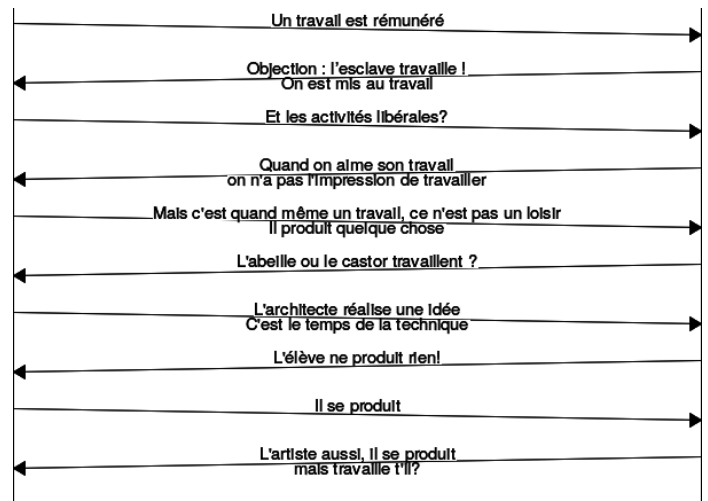 Un travail est rémunéré
Objection : l'esclave travaille !
On est mis au travail
Et les activités libérales?
Quand on aime son travail
on n'a pas l'impression de travailler
Mais c'est quand même un travail, ce n'est pas un loisir
Il produit quelque chose
L'abeille ou le castor travaillent ?
L'architecte réalise une idée
C'est le temps de la technique
L'élève ne produit rien!
Il se produit
L'artiste aussi, il se produit
mais travaille t'il?